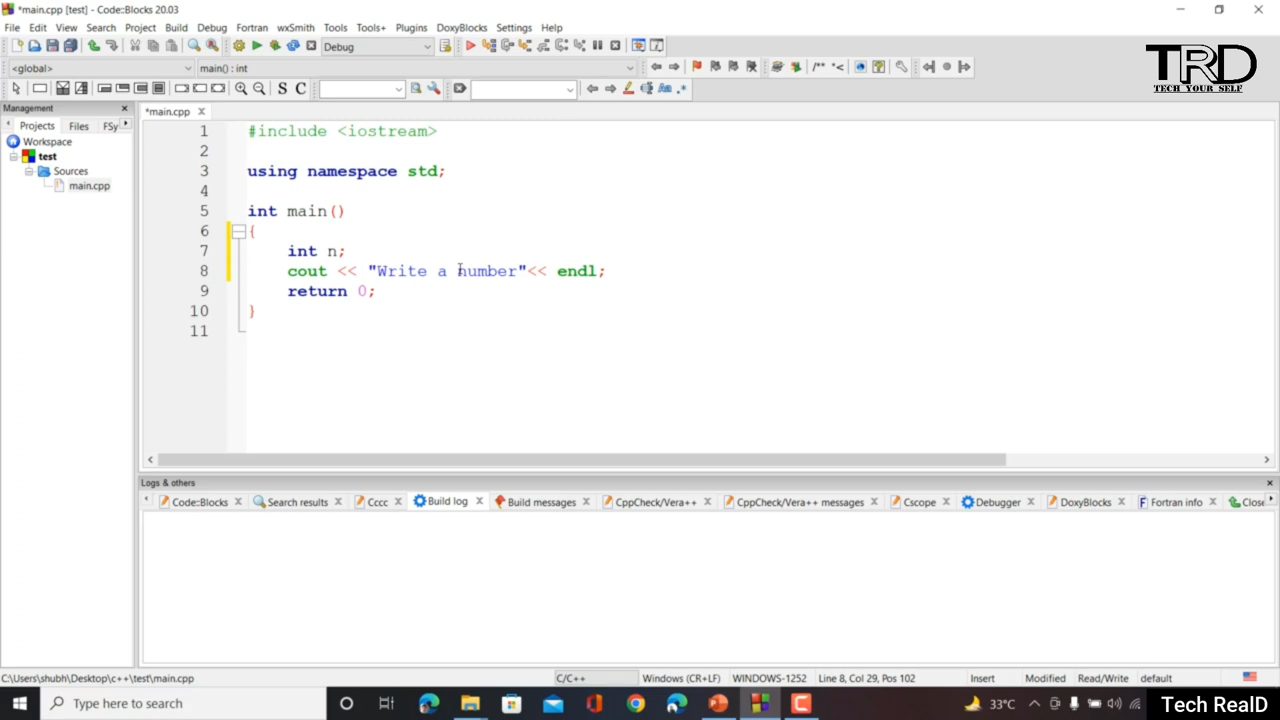 *main.cpp [test] - Code::Blocks 20.03
File Edit View Search Project Build Debug Fortran wxSmith Tools Tools+ Plugins DoxyBlocks Settings Help
Debug
<global> main() : int
S C
TRD
TECH YOUR SELF
Management
Projects Files FSy
Workspace
test
Sources
main.cpp
*main.cpp
1 #include <iostream>
2
3 using namespace std;
4
5 int main()
6 {
7 int n;
8 cout << "Write a number"<< endl;
9 return 0;
10 }
11
Logs & others
Code::Blocks Search results Cccc Build log Build messages CppCheck/Vera++ CppCheck/Vera++ messages Cscope Debugger DoxyBlocks Fortran info Close
C:\Users\shubh\Desktop\c++\test\main.cpp C/C++ Windows (CR+LF) WINDOWS-1252 Line 8, Col 29, Pos 102 Insert Modified Read/Write default
Type here to search 33°C
Tech RealD